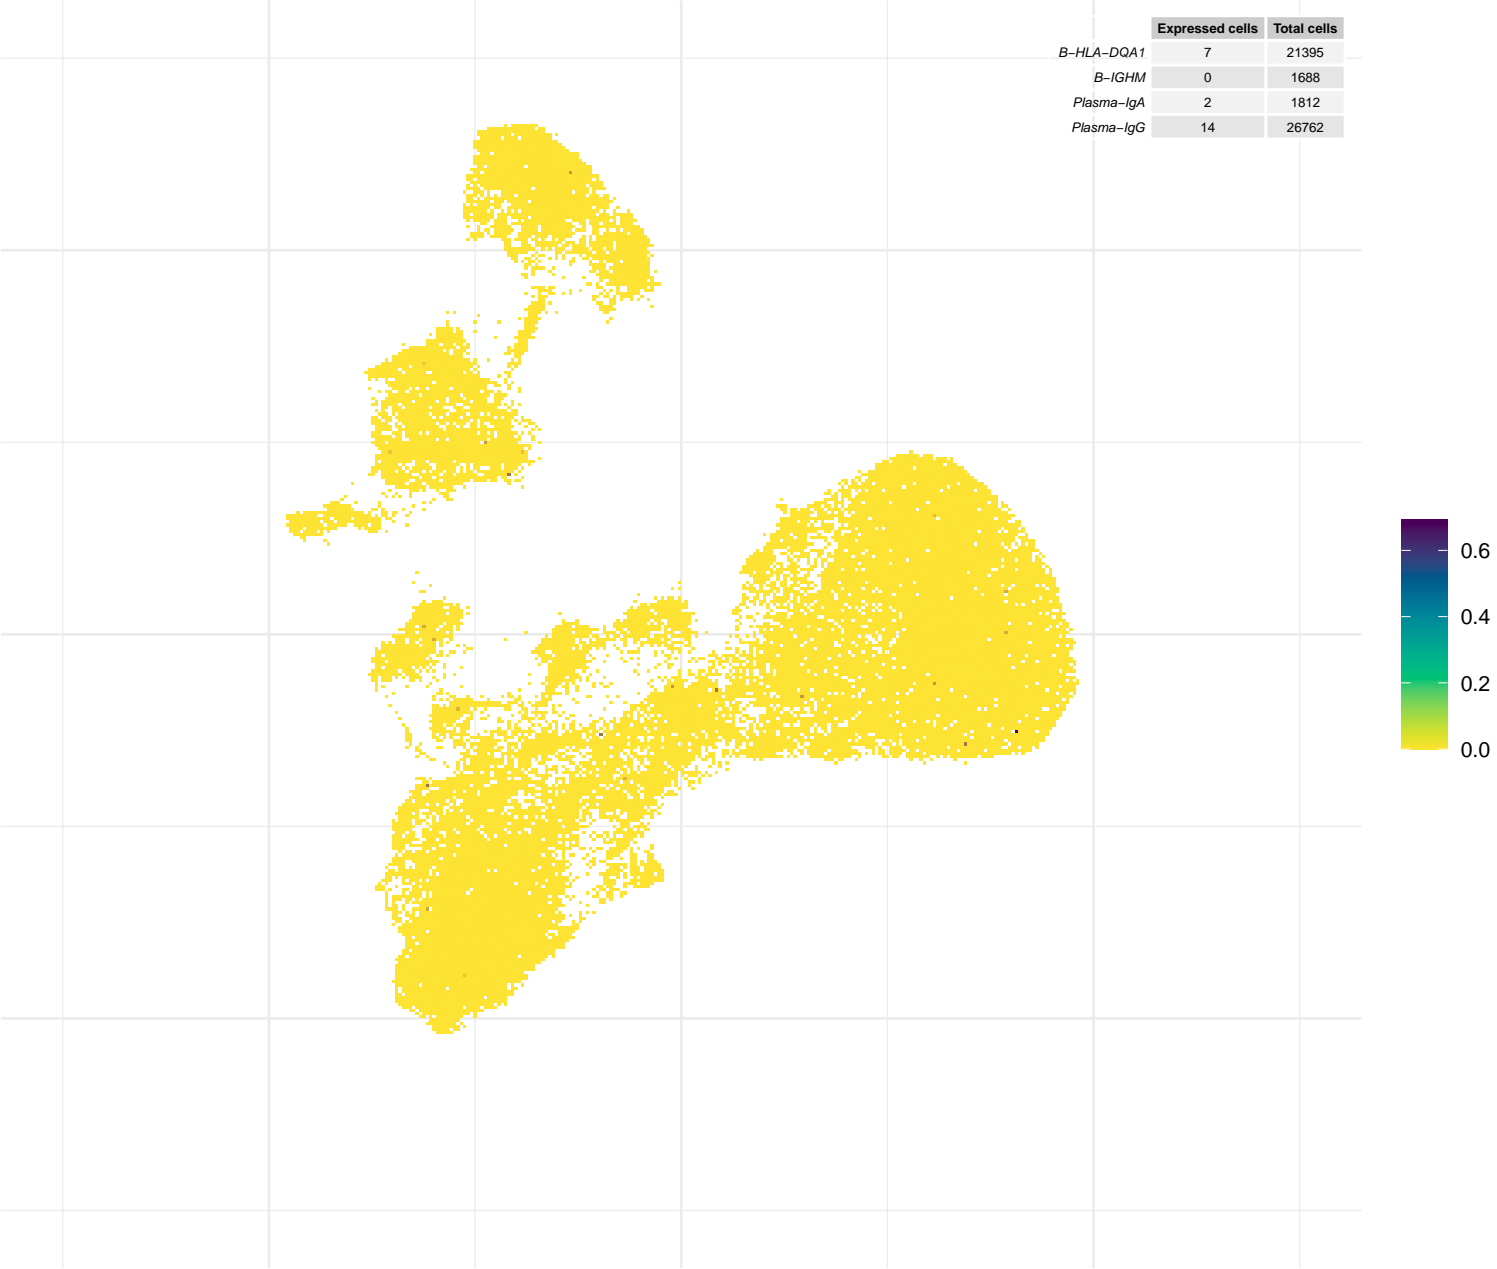 Expressed cells Total cells
B−HLA−DQA1 7 21395
B−IGHM 0 1688
Plasma−IgA 2 1812
Plasma−IgG 14 26762
0.6
0.4
0.2
0.0